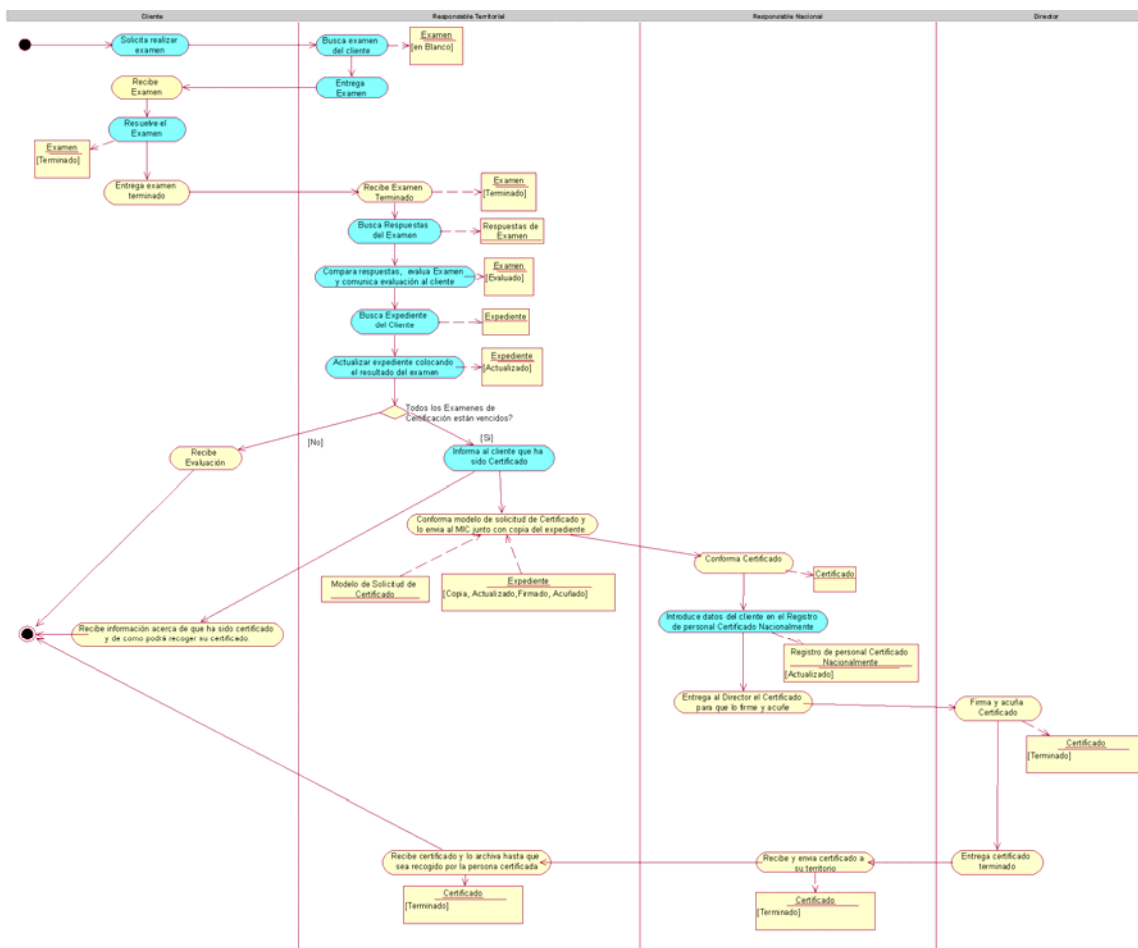 Cliente
Responsable Territorial
Responsable Nacional
Director
Solicita realizar
examen
Busca examen
del cliente
Examen
[en Blanco]
Recibe
Examen
Entrega
Examen
Resuelve el
Examen
Examen
[Terminado]
Entrega examen
terminado
Recibe Examen
Terminado
Examen
[Terminado]
Busca Respuestas
del Examen
Respuestas de
Examen
Compara respuestas, evalua Examen
y comunica evaluación al cliente
Examen
[Evaluado]
Busca Expediente
del Cliente
Expediente
Actualizar expediente colocando
el resultado del examen
Expediente
[Actualizado]
Todos los Examenes de
Certificación están vencidos?
[No]
[Si]
Recibe
Evaluación
Informa al cliente que ha
sido Certificado
Conforma modelo de solicitud de Certificado y
lo envia al MIC junto con copia del expediente
Modelo de Solicitud de
Certificado
Expediente
[Copia, Actualizado,Firmado, Acuñado]
Conforma Certificado
Certificado
Recibe información acerca de que ha sido certificado
y de como podrá recoger su certificado.
Introduce datos del cliente en el Registro
de personal Certificado Nacionalmente
Registro de personal Certificado
Nacionalmente
[Actualizado]
Entrega al Director el Certificado
para que lo firme y acuñe
Firma y acuña
Certificado
Certificado
[Terminado]
Recibe certificado y lo archiva hasta que
sea recogido por la persona certificada
Recibe y envia certificado a
su territorio
Entrega certificado
terminado
Certificado
[Terminado]
Certificado
[Terminado]